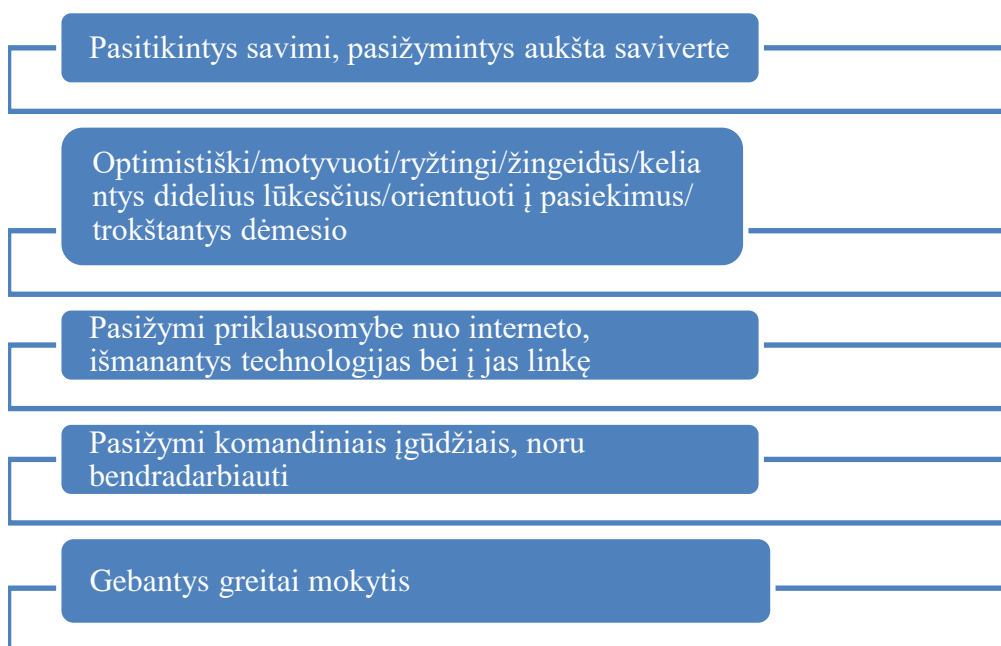 Pasitikintys savimi, pasižymintys aukšta saviverte
Optimistiški/motyvuoti/ryžtingi/žingeidūs/kelia
ntys didelius lūkesčius/orientuoti į pasiekimus/
trokštantys dėmesio
Pasižymi priklausomybe nuo interneto,
išmanantys technologijas bei į jas linkę
Pasižymi komandiniais įgūdžiais, noru
bendradarbiauti
Gebantys greitai mokytis